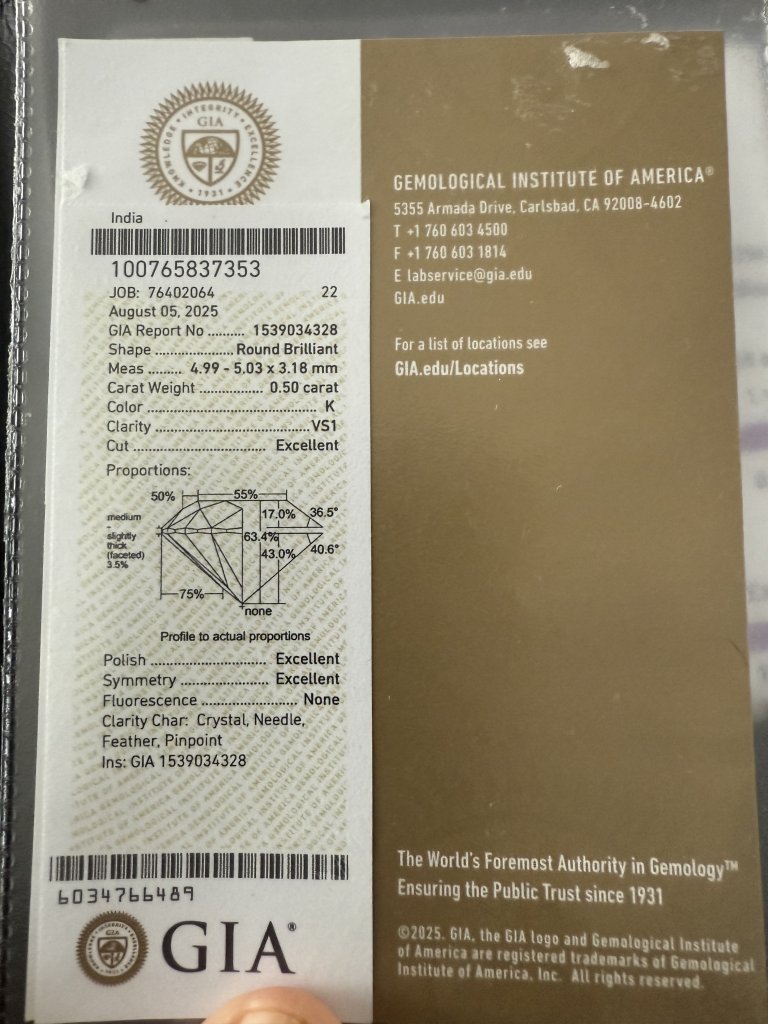 KNOWLEDGE • INTEGRITY • EXCELLENCE
GIA
• 1931 •
India
100765837353
JOB: 76402064 22
August 05, 2025
GIA Report No .......... 1539034328
Shape .................... Round Brilliant
Meas ......... 4.99 - 5.03 x 3.18 mm
Carat Weight ................ 0.50 carat
Color ........................................... K
Clarity ....................................... VS1
Cut .................................. Excellent
Proportions:
50% 55%
17.0% 36.5°
medium
-
slightly
thick
(faceted)
3.5%
63.4%
43.0% 40.6°
75%
none
Profile to actual proportions
Polish ............................. Excellent
Symmetry ...................... Excellent
Fluorescence ........................ None
Clarity Char: Crystal, Needle,
Feather, Pinpoint
Ins: GIA 1539034328
6034766489
GIA®
GEMOLOGICAL INSTITUTE OF AMERICA®
5355 Armada Drive, Carlsbad, CA 92008-4602
T +1 760 603 4500
F +1 760 603 1814
E labservice@gia.edu
GIA.edu
For a list of locations see
GIA.edu/Locations
The World's Foremost Authority in Gemology™
Ensuring the Public Trust since 1931
©2025. GIA, the GIA logo and Gemological Institute
of America are registered trademarks of Gemological
Institute of America, Inc. All rights reserved.